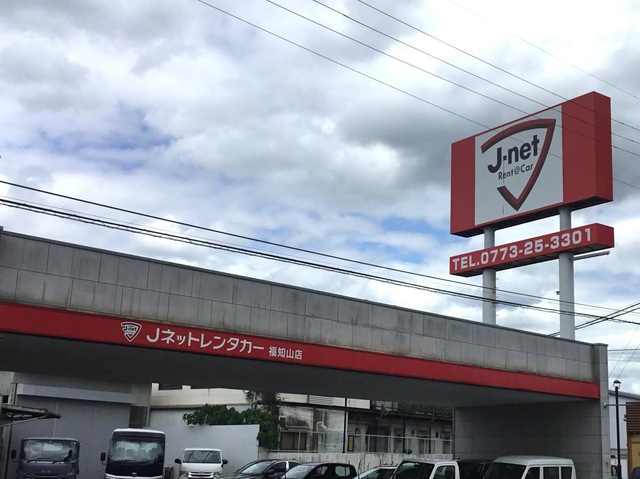 J-net
Rent@Car
TEL.0773-25-3301
J-net Jネットレンタカー 福知山店